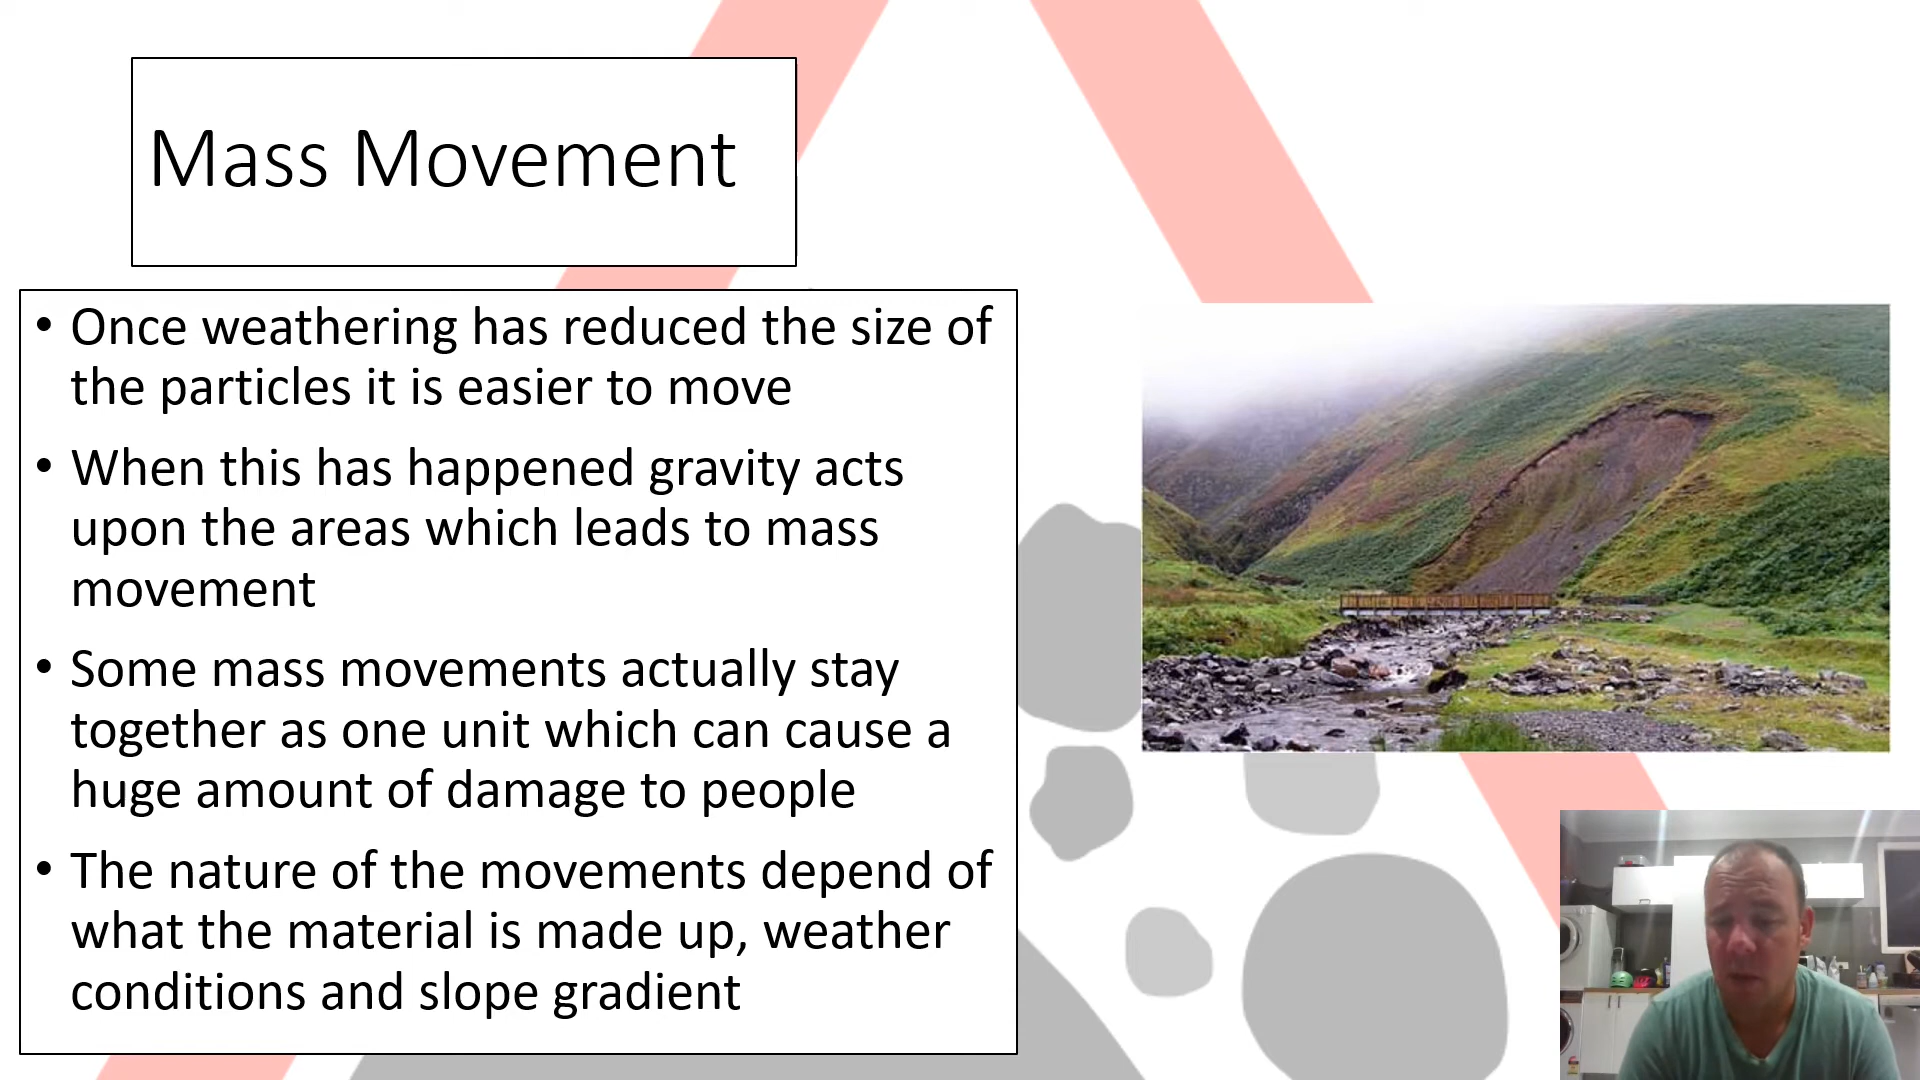 Mass Movement
• Once weathering has reduced the size of
the particles it is easier to move
• When this has happened gravity acts
upon the areas which leads to mass
movement
• Some mass movements actually stay
together as one unit which can cause a
huge amount of damage to people
• The nature of the movements depend of
what the material is made up, weather
conditions and slope gradient